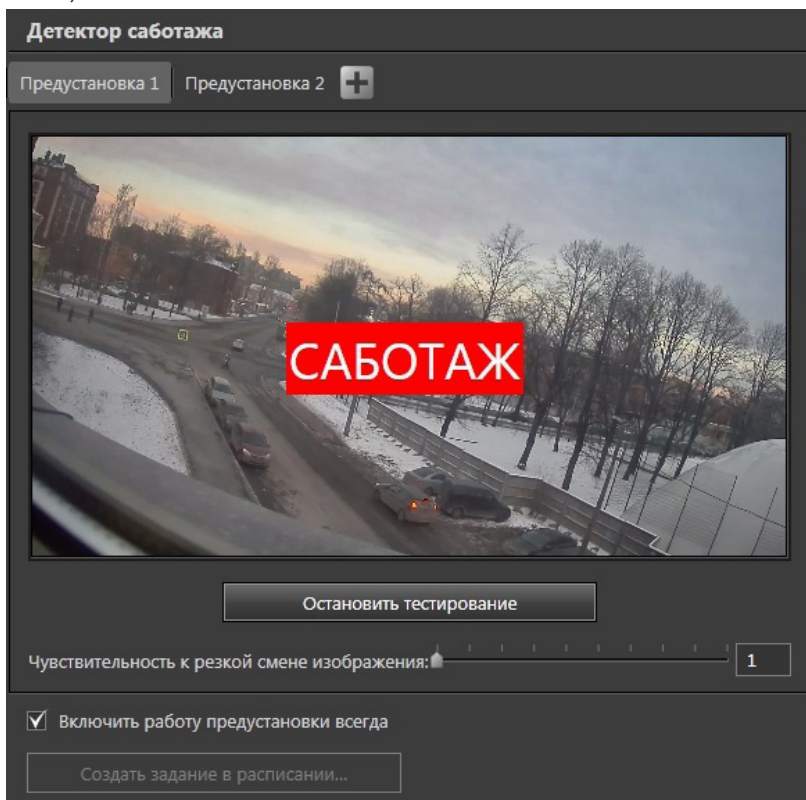 Детектор саботажа
Предустановка 1 Предустановка 2
САБОТАЖ
Остановить тестирование
Чувствительность к резкой смене изображения: 1
Включить работу предустановки всегда
Создать задание в расписании...